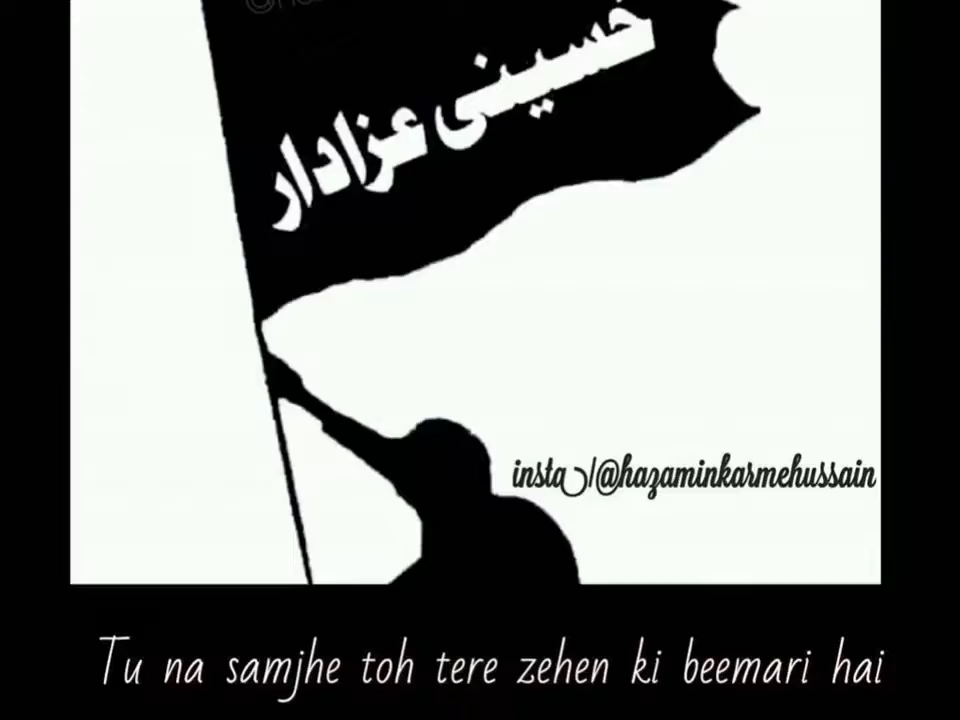 حسینی عزادار
insta /@hazaminkarmehussain
Tu na samjhe toh tere zehen ki beemari hai